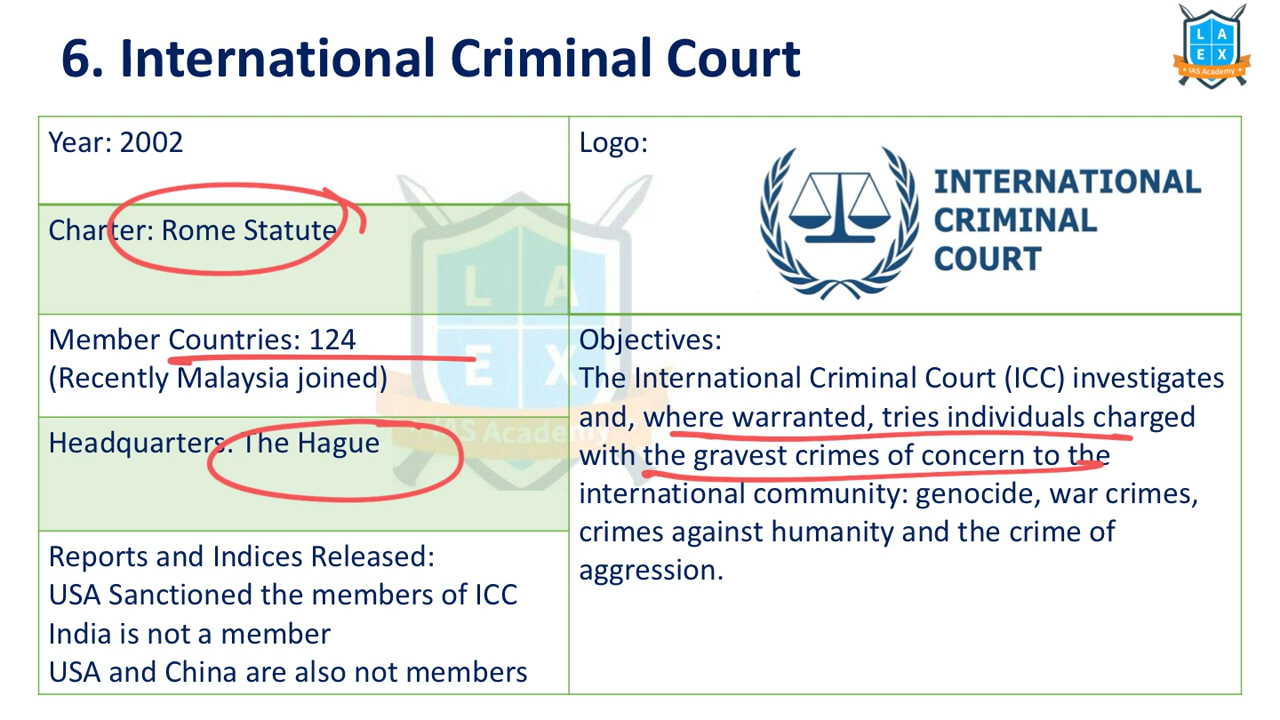 6. International Criminal Court
L A
E X
IAS Academy
Year: 2002
Logo:
INTERNATIONAL
CRIMINAL
COURT
Charter: Rome Statute
Member Countries: 124
(Recently Malaysia joined)
Headquarters: The Hague
Reports and Indices Released:
USA Sanctioned the members of ICC
India is not a member
USA and China are also not members
Objectives:
The International Criminal Court (ICC) investigates
and, where warranted, tries individuals charged
with the gravest crimes of concern to the
international community: genocide, war crimes,
crimes against humanity and the crime of
aggression.
L A
E X
IAS Academy